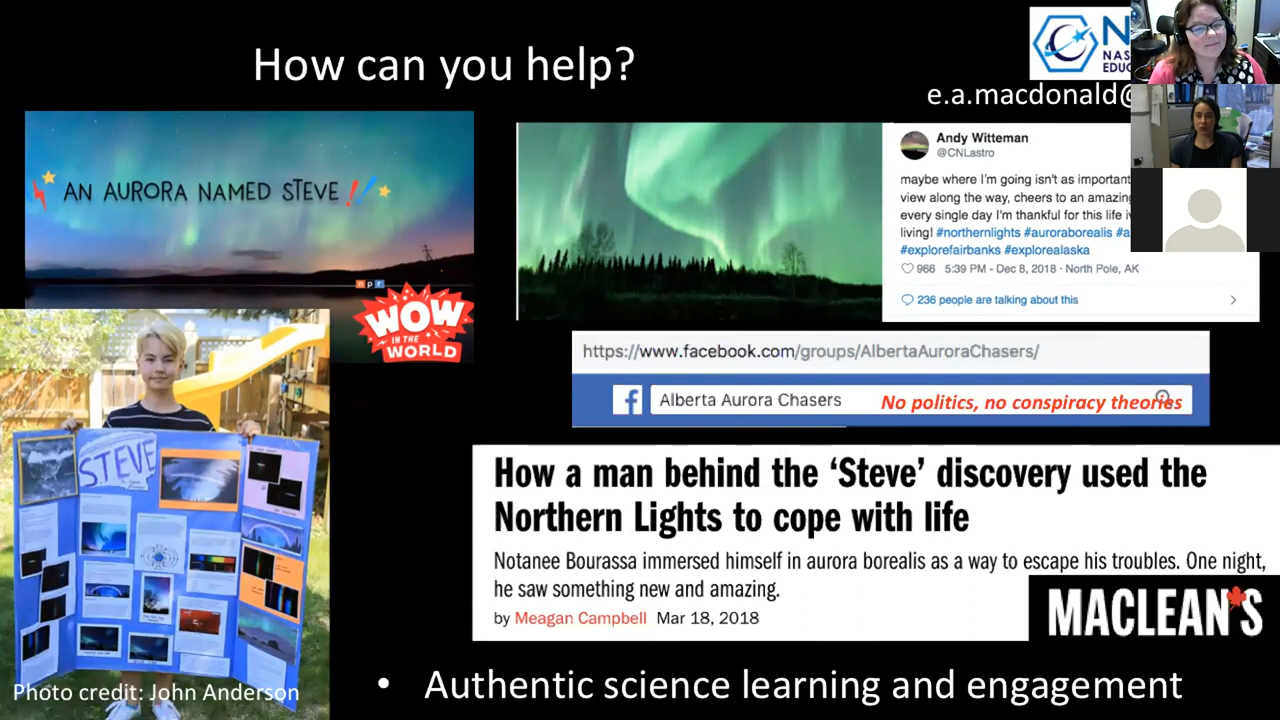 How can you help?
N
NAS
EDUC
e.a.macdonald@
AN AURORA NAMED STEVE
npr
WOW
IN THE
WORLD
Andy Witteman
@CNLastro
maybe where I'm going isn't as important
view along the way, cheers to an amazing
every single day I'm thankful for this life i
living! #northernlights #auroraborealis #a
#explorefairbanks #explorealaska
966 5:39 PM - Dec 8, 2018 · North Pole, AK
236 people are talking about this
https://www.facebook.com/groups/AlbertaAuroraChasers/
f Alberta Aurora Chasers No politics, no conspiracy theories
How a man behind the ‘Steve’ discovery used the
Northern Lights to cope with life
Notanee Bourassa immersed himself in aurora borealis as a way to escape his troubles. One night,
he saw something new and amazing.
by Meagan Campbell Mar 18, 2018
MACLEAN'S
STEVE
Photo credit: John Anderson
• Authentic science learning and engagement